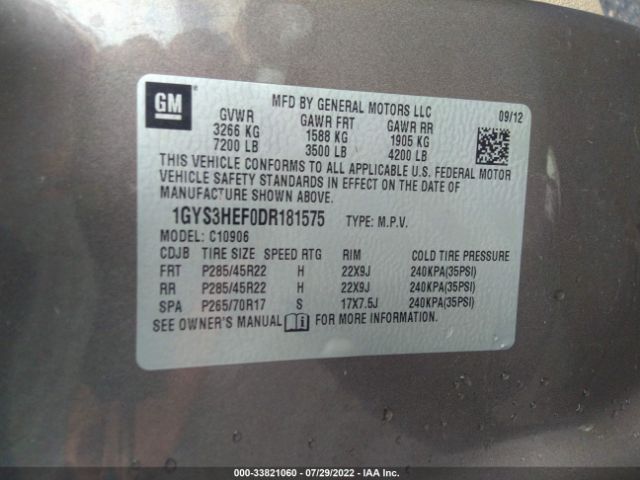 GM
MFD BY GENERAL MOTORS LLC
09/12
GVWR GAWR FRT GAWR RR
3266 KG 1588 KG 1905 KG
7200 LB 3500 LB 4200 LB
THIS VEHICLE CONFORMS TO ALL APPLICABLE U.S. FEDERAL MOTOR
VEHICLE SAFETY STANDARDS IN EFFECT ON THE DATE OF
MANUFACTURE SHOWN ABOVE.
1GYS3HEF0DR181575 TYPE: M.P.V.
MODEL: C10906
CDJB TIRE SIZE SPEED RTG RIM COLD TIRE PRESSURE
FRT P285/45R22 H 22X9J 240KPA(35PSI)
RR P285/45R22 H 22X9J 240KPA(35PSI)
SPA P265/70R17 S 17X7.5J 240KPA(35PSI)
SEE OWNER'S MANUAL FOR MORE INFORMATION.
000-33821060 - 07/29/2022 - IAA Inc.